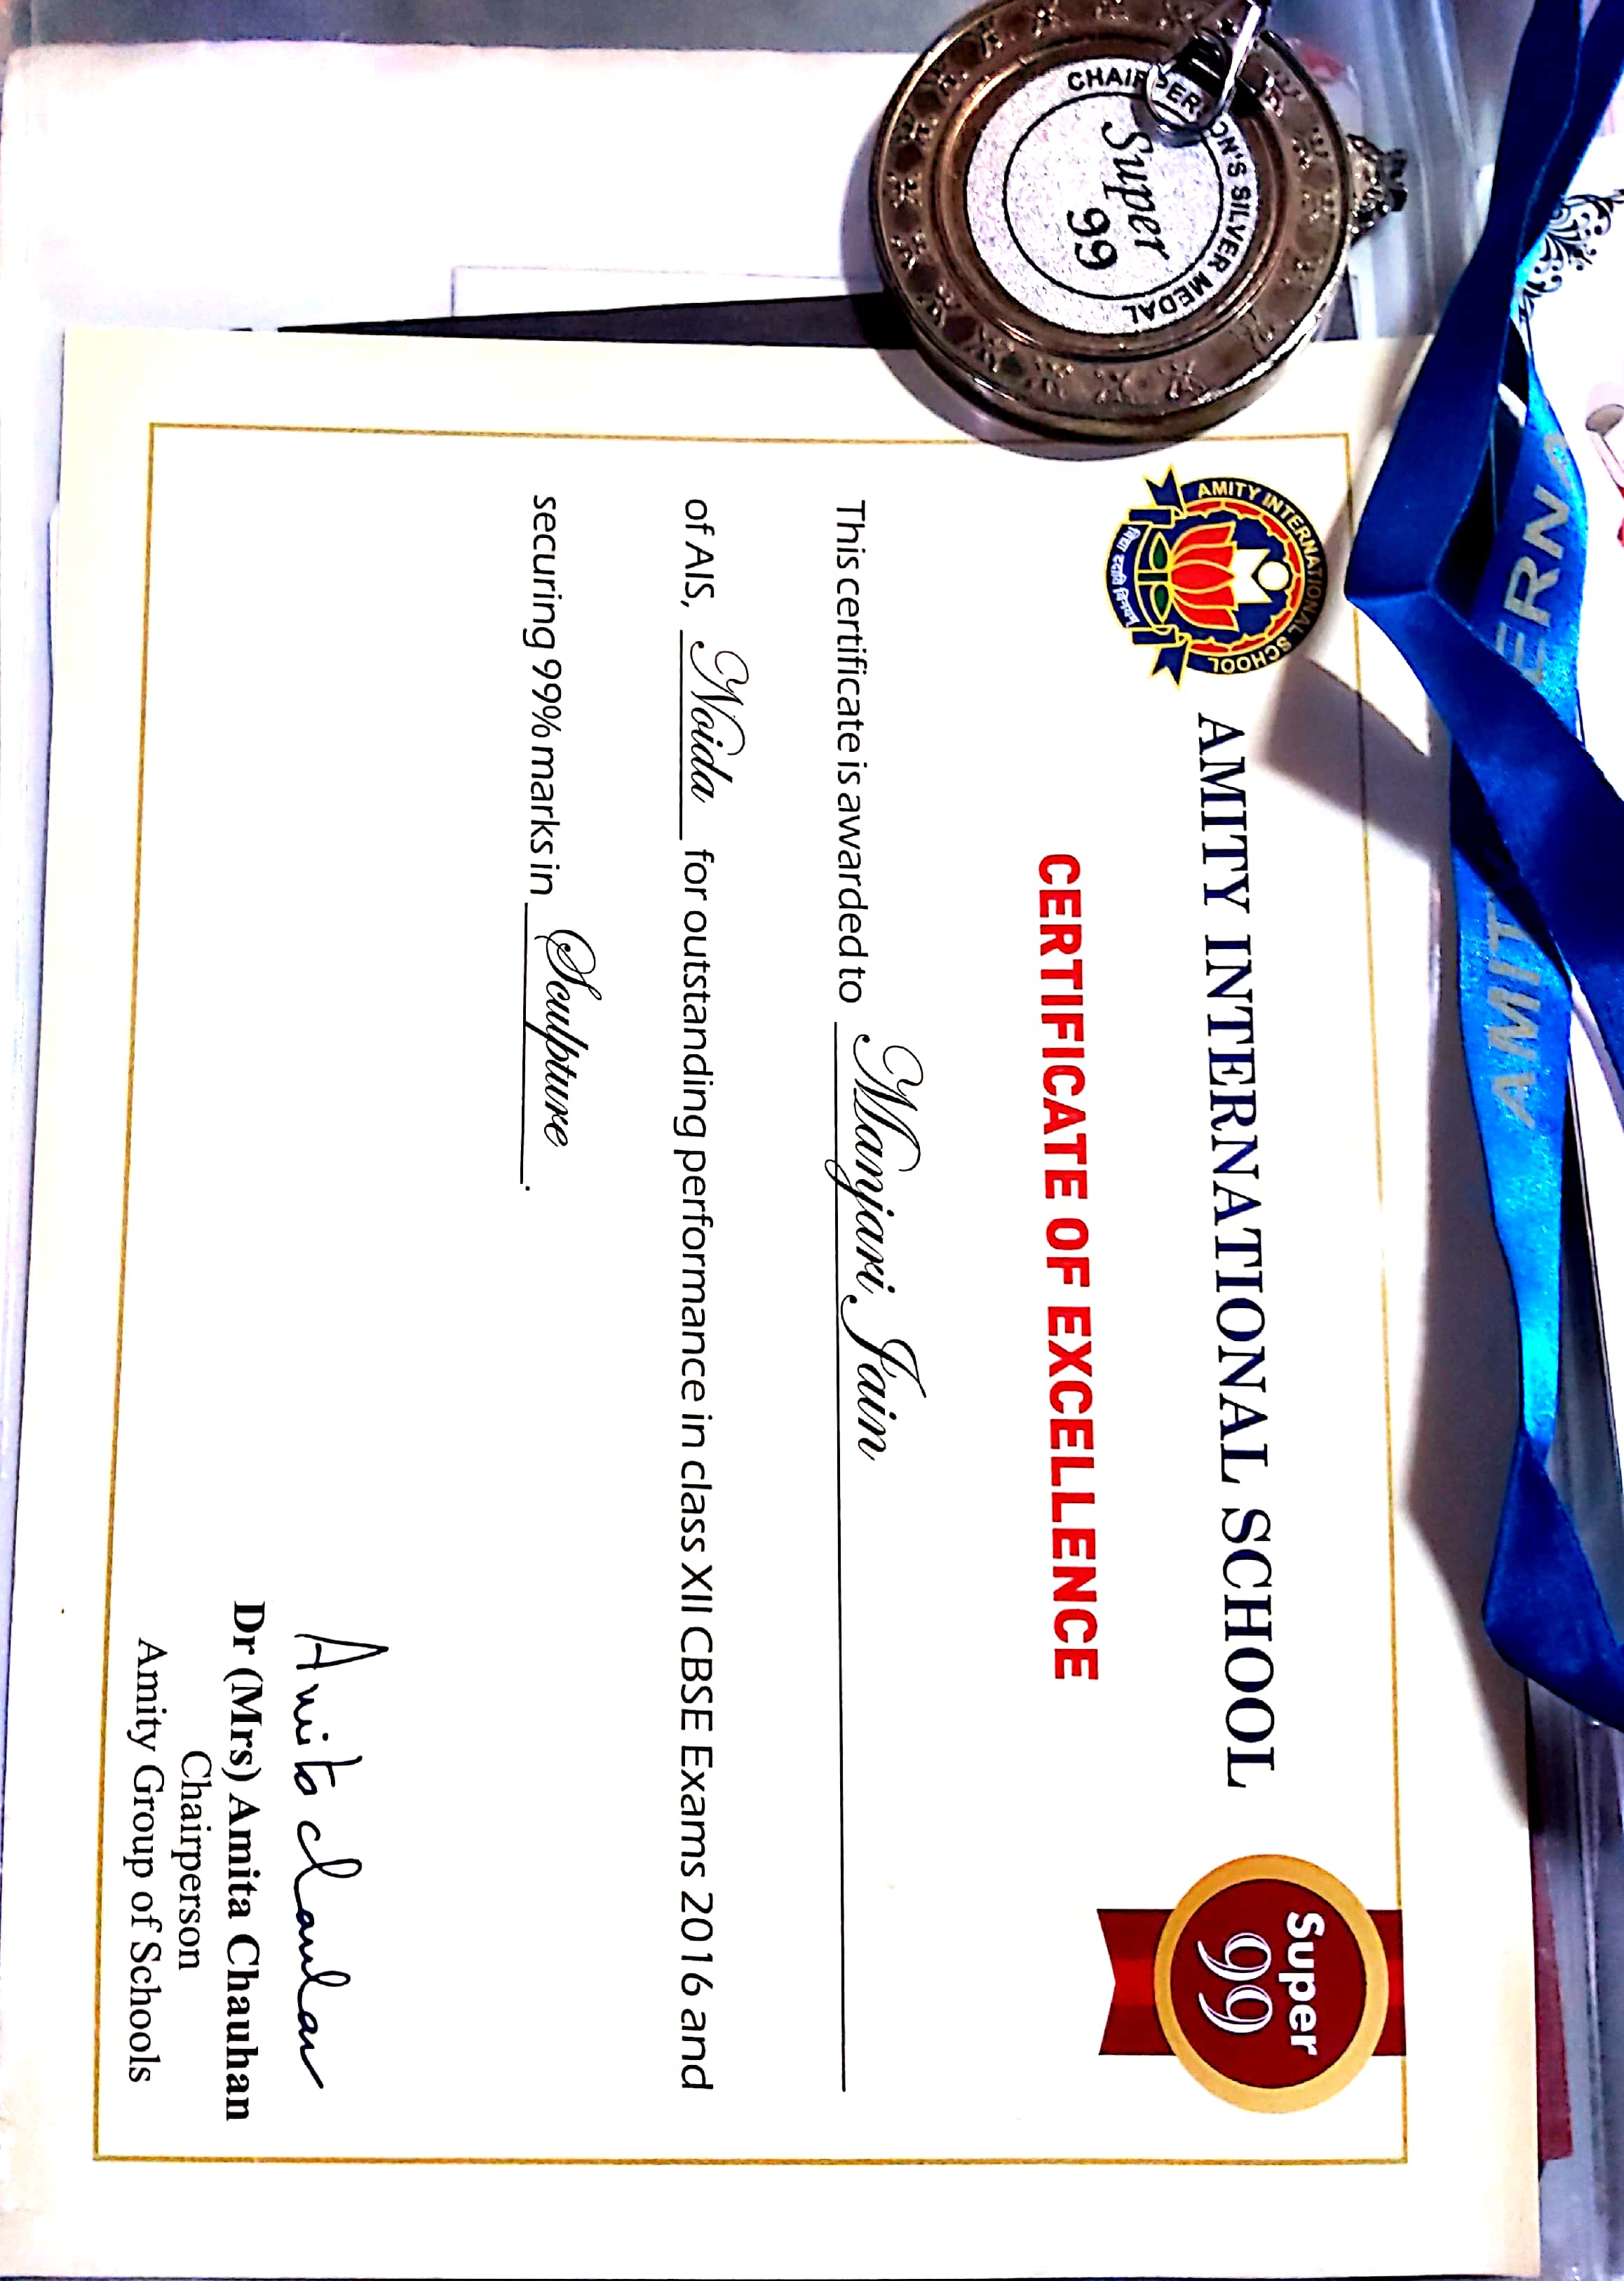 ERNA
AMIT
CHAIRPERSON'S SILVER MEDAL
Super
99
AMITY INTERNATIONAL SCHOOL
विद्या ददाति विनयम्
AMITY INTERNATIONAL SCHOOL
Super
99
CERTIFICATE OF EXCELLENCE
This certificate is awarded to Manjari Jain
of AIS, Noida for outstanding performance in class XII CBSE Exams 2016 and
securing 99% marks in Sculpture.
Amita Chauhan
Dr (Mrs) Amita Chauhan
Chairperson
Amity Group of Schools